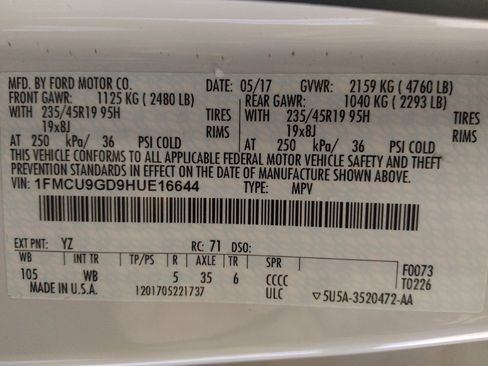 MFD. BY FORD MOTOR CO. DATE: 05/17 GVWR: 2159 KG ( 4760 LB)
FRONT GAWR: 1125 KG ( 2480 LB) REAR GAWR: 1040 KG ( 2293 LB)
WITH 235/45R19 95H TIRES WITH 235/45R19 95H TIRES
19x8J RIMS 19x8J RIMS
AT 250 kPa/ 36 PSI COLD AT 250 kPa/ 36 PSI COLD
THIS VEHICLE CONFORMS TO ALL APPLICABLE FEDERAL MOTOR VEHICLE SAFETY AND THEFT
PREVENTION STANDARDS IN EFFECT ON THE DATE OF MANUFACTURE SHOWN ABOVE.
VIN: 1FMCU9GD9HUE16644 TYPE: MPV
EXT PNT: YZ RC: 71 DSO:
WB INT TR TP/PS R AXLE TR SPR F0073
105 WB 5 35 6 CCCC T0226
MADE IN U.S.A. 1201705221737 ULC ▽5U5A-3520472-AA